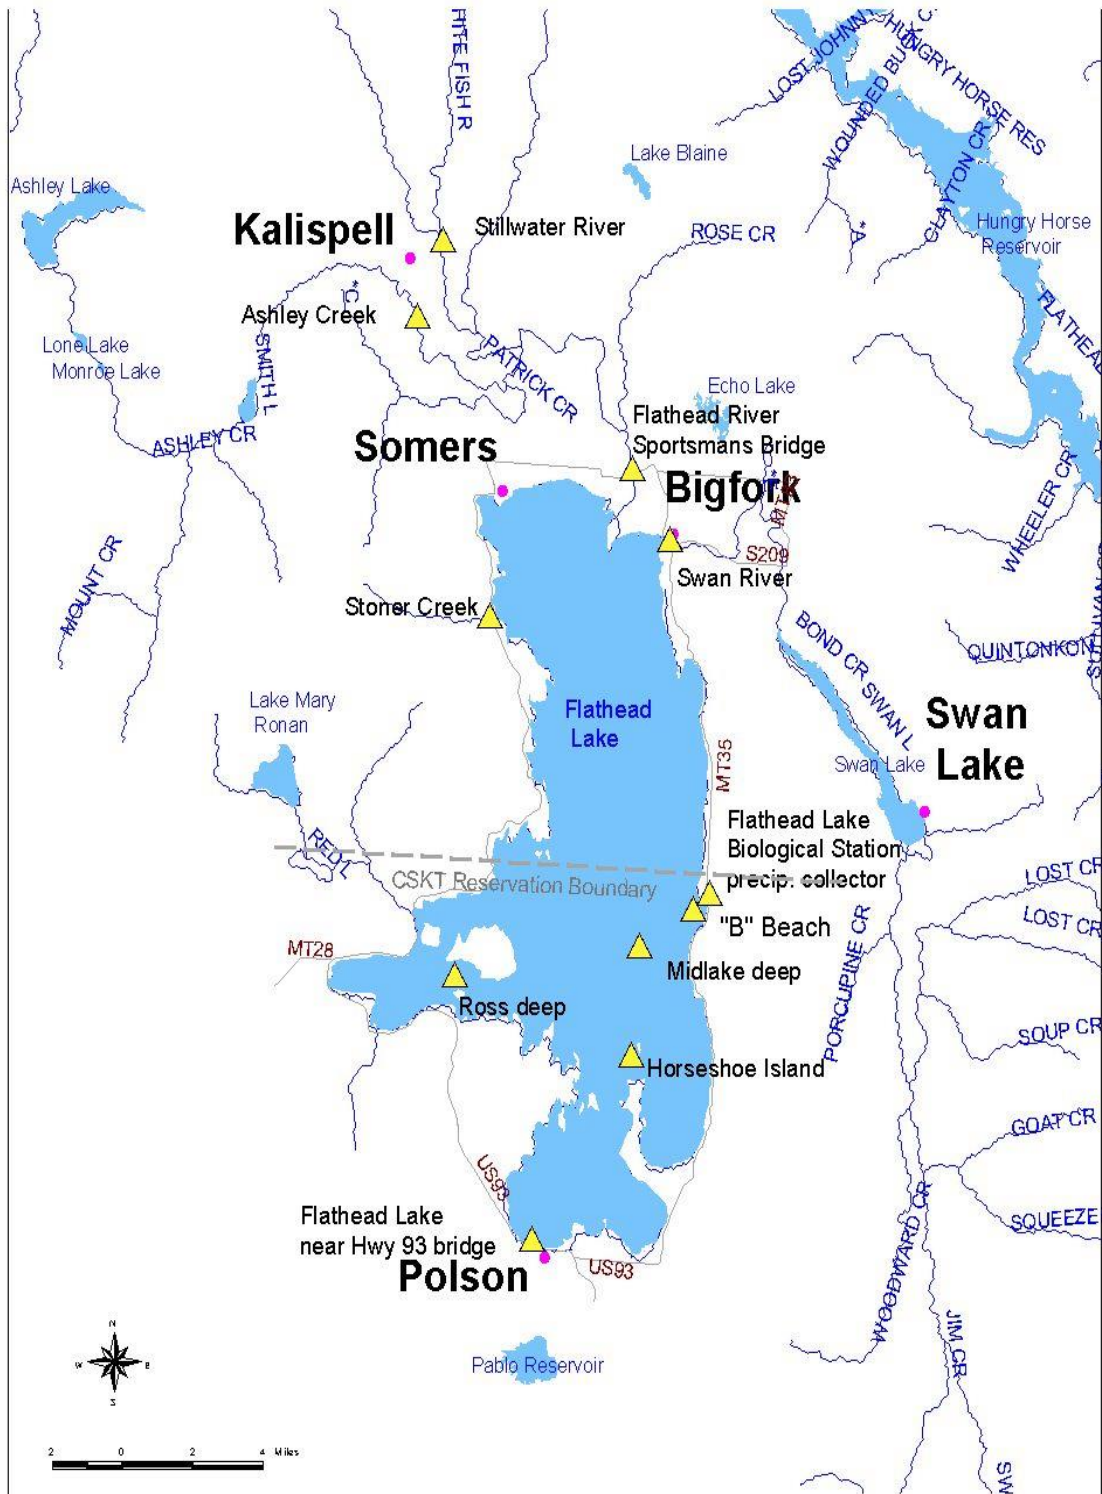 HITE FISH R
LOST JOHNNY
HUNGRY HORSE RES
WOUNDED BUCK C
CLAYTON CR
Lake Blaine
Ashley Lake
Kalispell
Stillwater River
ROSE CR
*A
Hungry Horse
Reservoir
*C
Ashley Creek
FLATHEAD
Lone Lake
Monroe Lake
SMITH L
PATRICK CR
Echo Lake
Flathead River
Sportsmans Bridge
ASHLEY CR
Somers
Bigfork
WHEELER CR
S209
MOUNT CR
Swan River
Stoner Creek
BOND CR
QUINTONKON
SULLIVAN CR
Lake Mary
Ronan
Flathead
Lake
SWAN L
Swan
Lake
MT35
Swan Lake
RED L
Flathead Lake
Biological Station
precip. collector
CSKT Reservation Boundary
LOST CR
LOST CR
"B" Beach
MT28
Midlake deep
PORCUPINE CR
Ross deep
SOUP CR
Horseshoe Island
GOAT CR
US93
WOODWARD CR
SQUEEZE
Flathead Lake
near Hwy 93 bridge
Polson
US93
JIM CR
Pablo Reservoir
N
W
E
S
2 0 2 4 Miles
SW